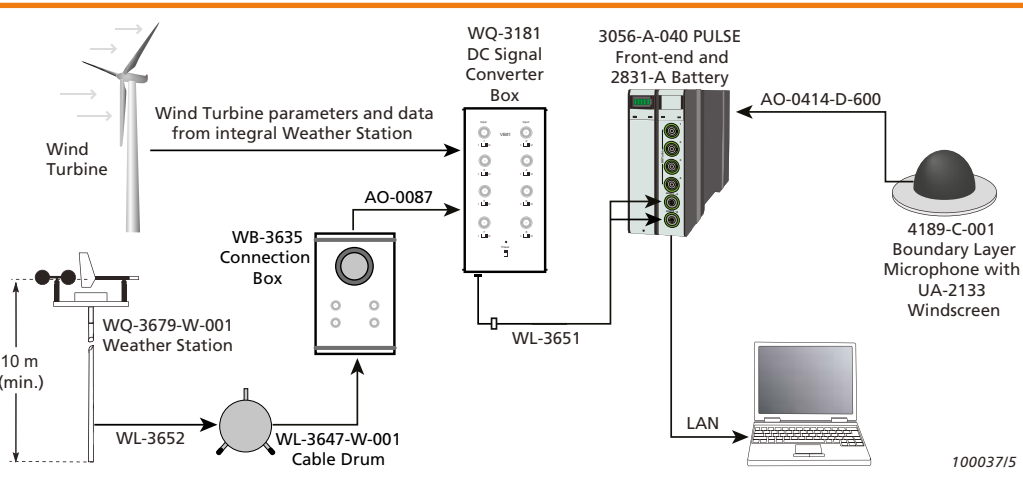 WQ-3181
DC Signal
Converter
Box
3056-A-040 PULSE
Front-end and
2831-A Battery
AO-0414-D-600
Wind Turbine parameters and data
from integral Weather Station
Wind
Turbine
AO-0087
WB-3635
Connection
Box
4189-C-001
Boundary Layer
Microphone with
UA-2133
Windscreen
WQ-3679-W-001
Weather Station
10 m
(min.)
WL-3651
WL-3652
WL-3647-W-001
Cable Drum
LAN
100037/5